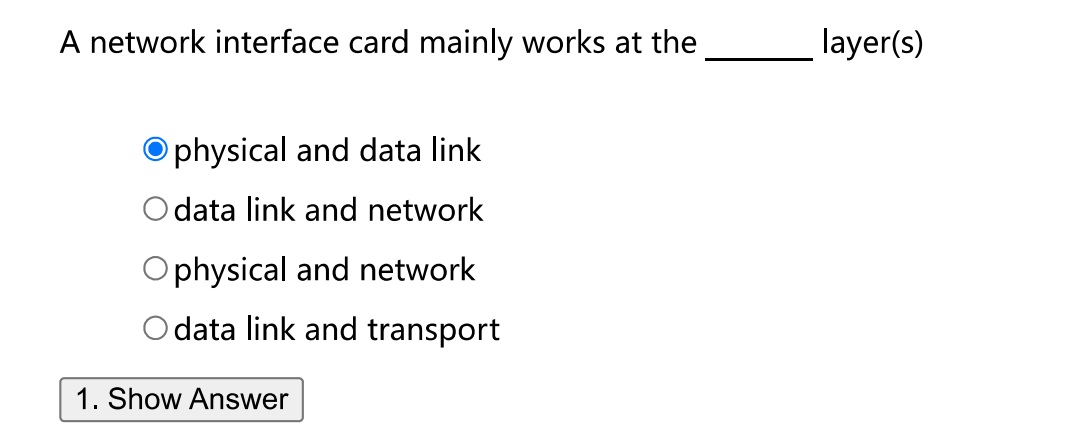 A network interface card mainly works at the ______ layer(s)
physical and data link
data link and network
physical and network
data link and transport
1. Show Answer